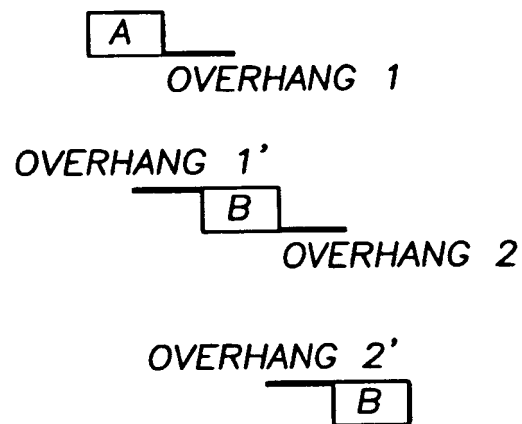 A
OVERHANG 1
OVERHANG 1'
B
OVERHANG 2
OVERHANG 2'
B